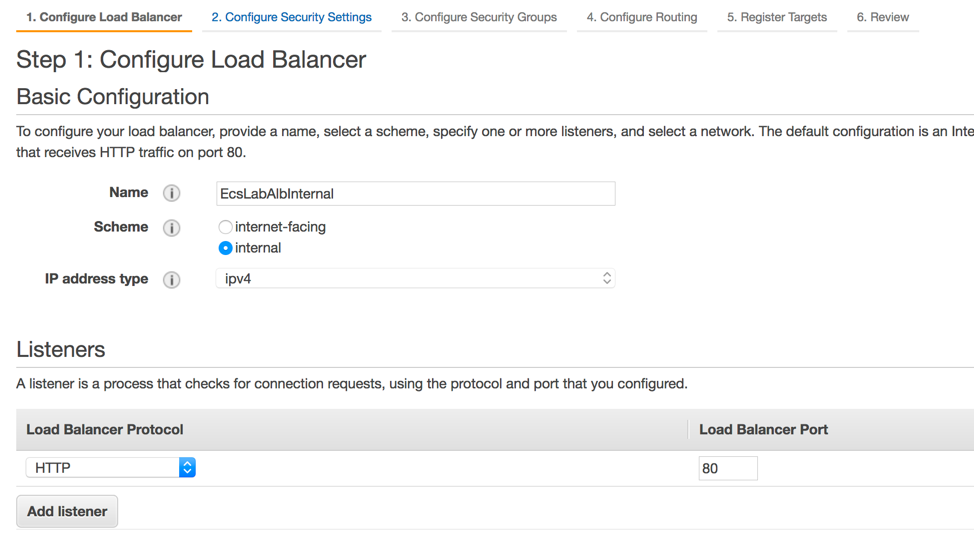 1. Configure Load Balancer 2. Configure Security Settings 3. Configure Security Groups 4. Configure Routing 5. Register Targets 6. Review
Step 1: Configure Load Balancer
Basic Configuration
To configure your load balancer, provide a name, select a scheme, specify one or more listeners, and select a network. The default configuration is an Inte
that receives HTTP traffic on port 80.
Name i EcsLabAlbInternal
Scheme i internet-facing
internal
IP address type i ipv4
Listeners
A listener is a process that checks for connection requests, using the protocol and port that you configured.
Load Balancer Protocol Load Balancer Port
HTTP 80
Add listener